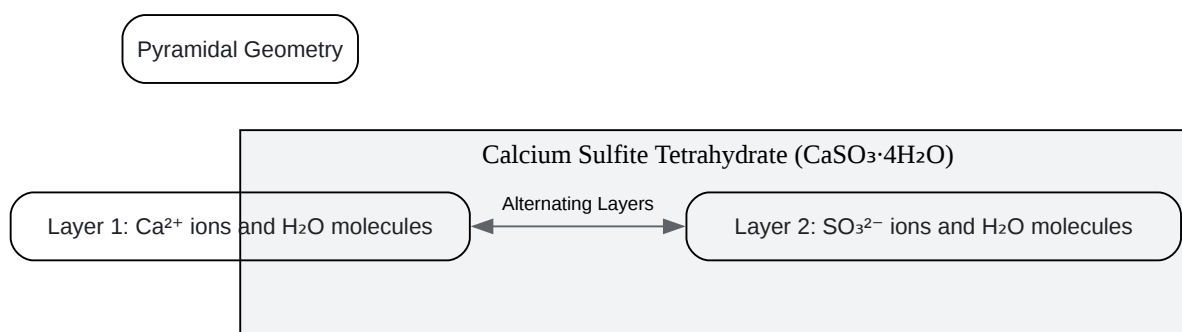 Pyramidal Geometry
Calcium Sulfite Tetrahydrate (CaSO₃·4H₂O)
Alternating Layers
Layer 1: Ca²⁺ ions and H₂O molecules
Layer 2: SO₃²⁻ ions and H₂O molecules